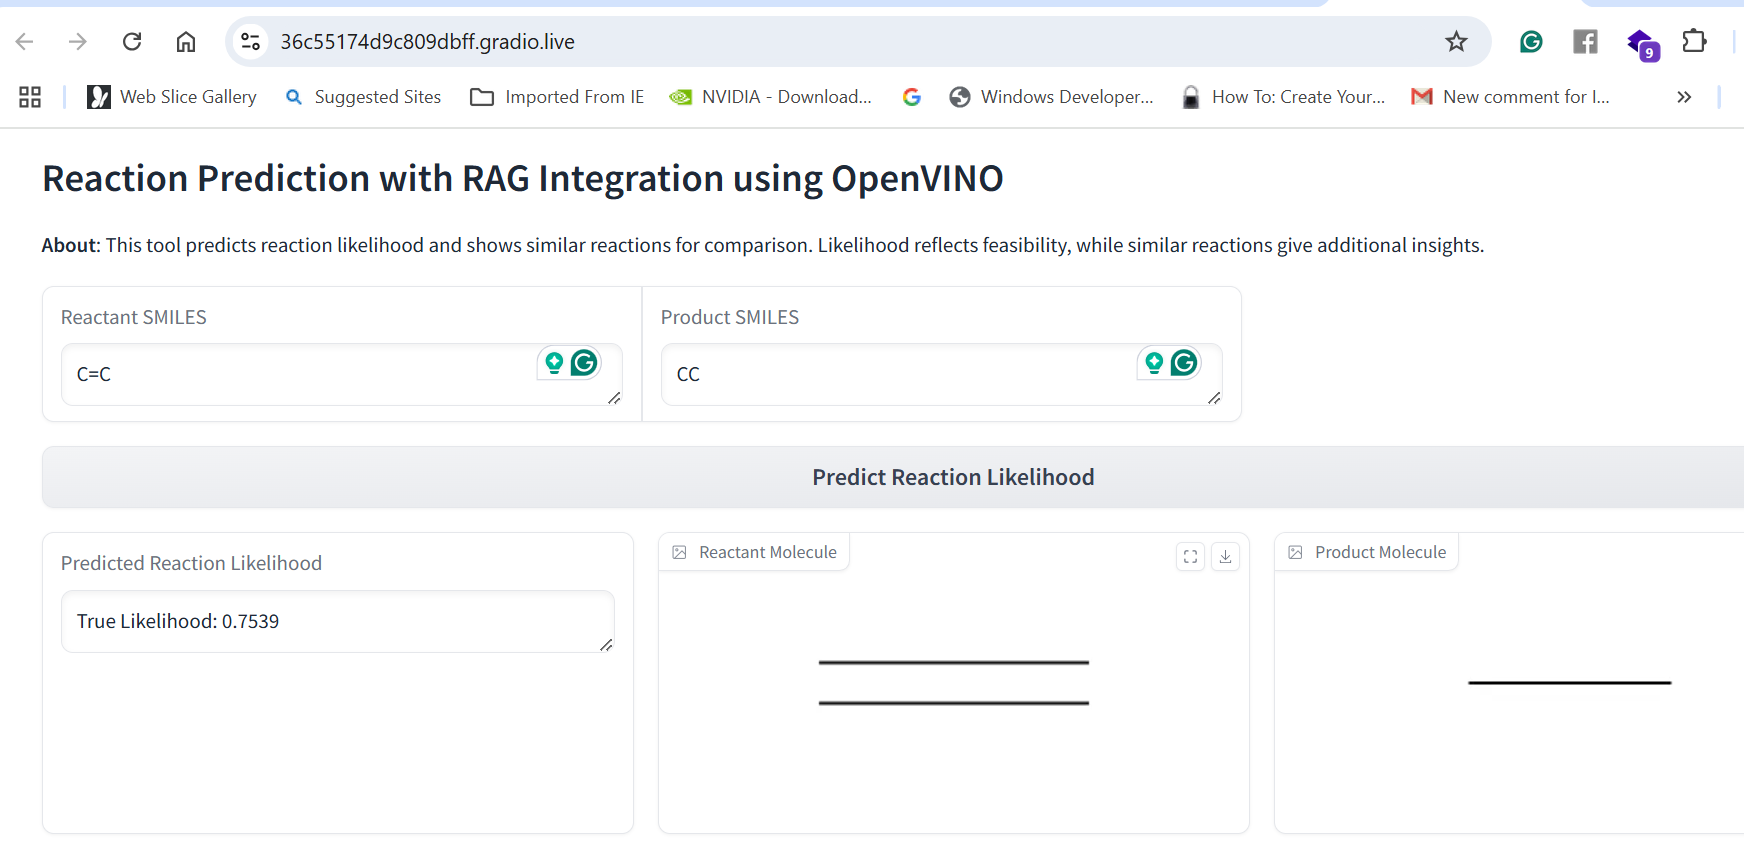 36c55174d9c809dbff.gradio.live
9
Web Slice Gallery Suggested Sites Imported From IE NVIDIA - Download... Windows Developer... How To: Create Your... New comment for I...
Reaction Prediction with RAG Integration using OpenVINO
About: This tool predicts reaction likelihood and shows similar reactions for comparison. Likelihood reflects feasibility, while similar reactions give additional insights.
Reactant SMILES Product SMILES
C=C CC
Predict Reaction Likelihood
Predicted Reaction Likelihood Reactant Molecule Product Molecule
True Likelihood: 0.7539